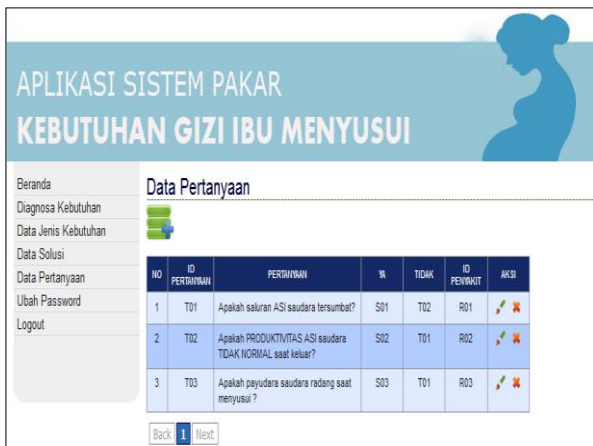 APLIKASI SISTEM PAKAR
KEBUTUHAN GIZI IBU MENYUSUI
Beranda
Diagnosa Kebutuhan
Data Jenis Kebutuhan
Data Solusi
Data Pertanyaan
Ubah Password
Logout
Data Pertanyaan
NO ID PERTANYAAN PERTANYAAN YA TIDAK ID PENYAKIT AKSI
1 T01 Apakah saluran ASI saudara tersumbat? S01 T02 R01
2 T02 Apakah PRODUKTIVITAS ASI saudara
TIDAK NORMAL saat keluar? S02 T01 R02
3 T03 Apakah payudara saudara radang saat
menyusui ? S03 T01 R03
Back 1 Next